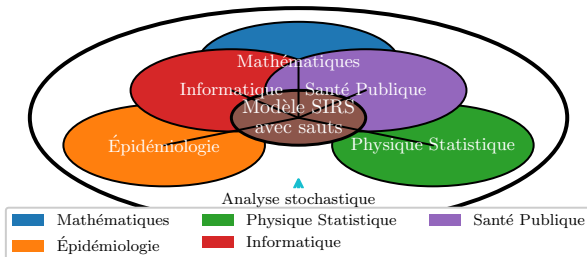 Mathématiques
Informatique
Santé Publique
Modèle SIRS
avec sauts
Épidémiologie
Physique Statistique
Analyse stochastique
Mathématiques
Physique Statistique
Santé Publique
Épidémiologie
Informatique